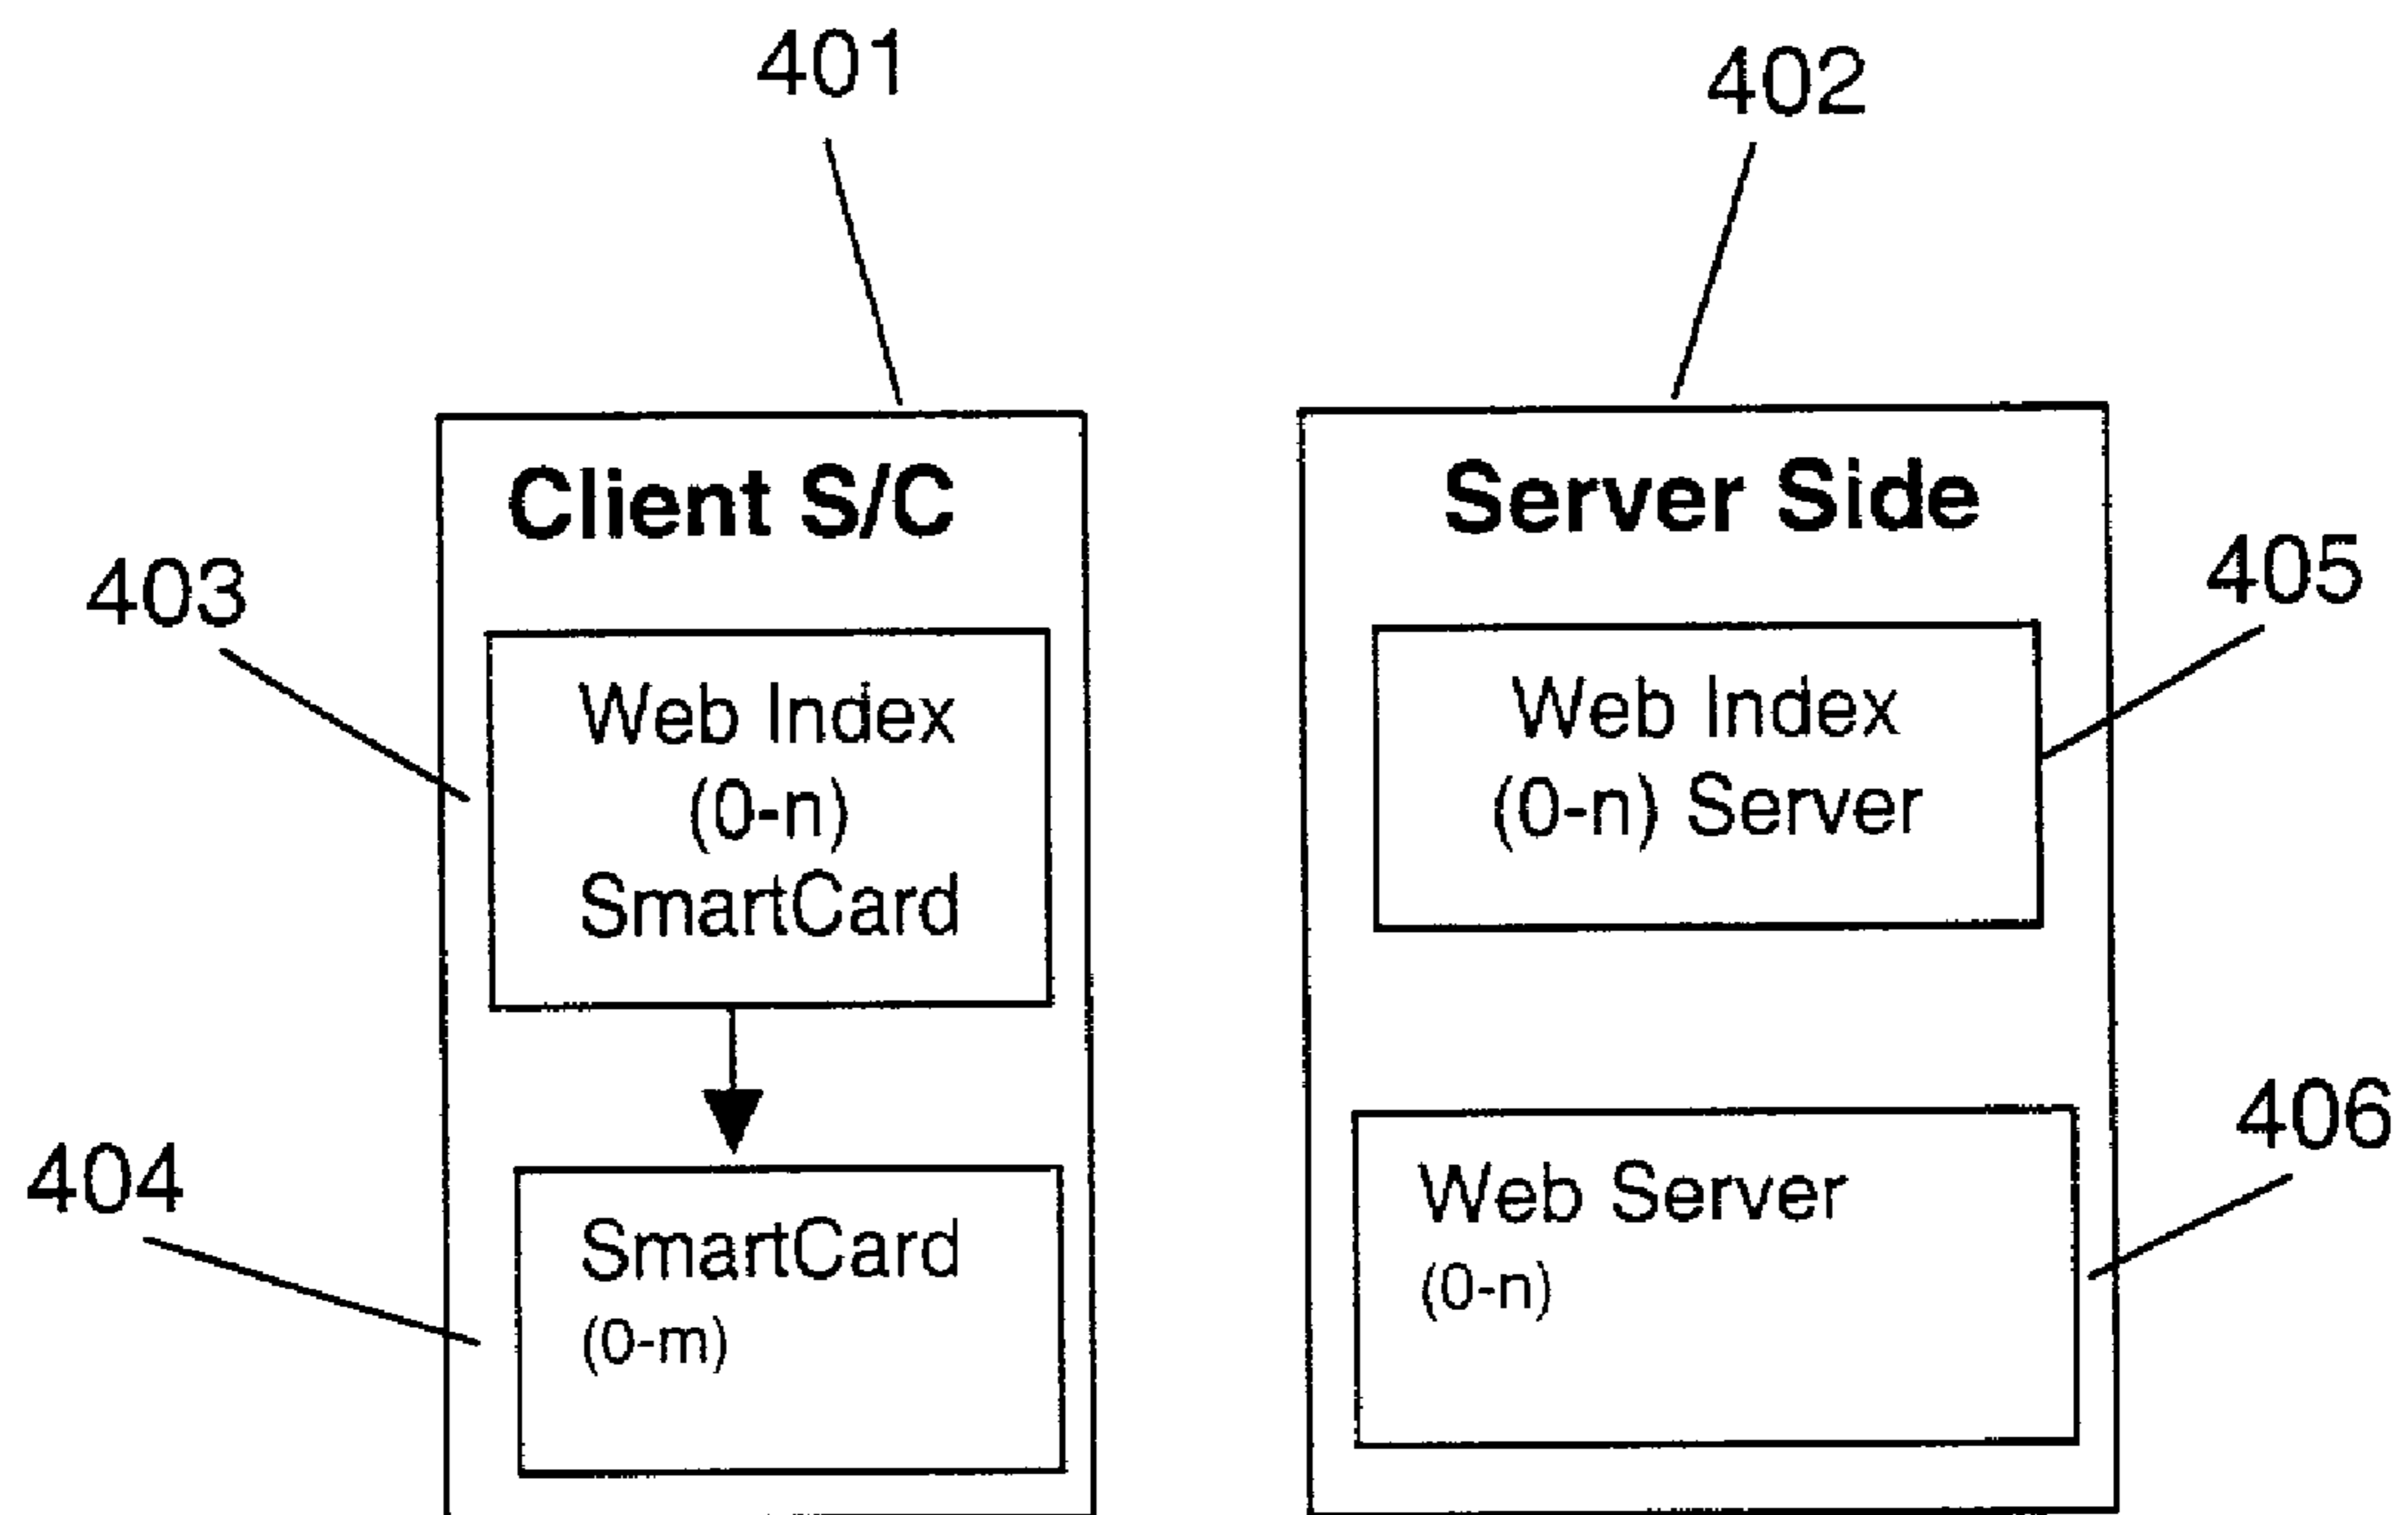 401
402
Client S/C
Server Side
403
405
Web Index
(0-n)
SmartCard
Web Index
(0-n) Server
404
406
SmartCard
(0-m)
Web Server
(0-n)